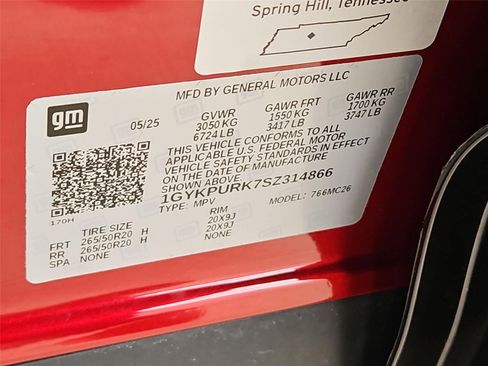 Spring Hill, Tennessee
MFD BY GENERAL MOTORS LLC
gm
05/25
GVWR GAWR FRT GAWR RR
3050 KG 1550 KG 1700 KG
6724 LB 3417 LB 3747 LB
THIS VEHICLE CONFORMS TO ALL
APPLICABLE U.S. FEDERAL MOTOR
VEHICLE SAFETY STANDARDS IN EFFECT
ON THE DATE OF MANUFACTURE
SHOWN ABOVE.
1GYKPURK7SZ314866
TYPE: MPV MODEL: 766MC26
170H
TIRE SIZE RIM
FRT 265/50R20 H 20X9J
RR 265/50R20 H 20X9J
SPA NONE NONE